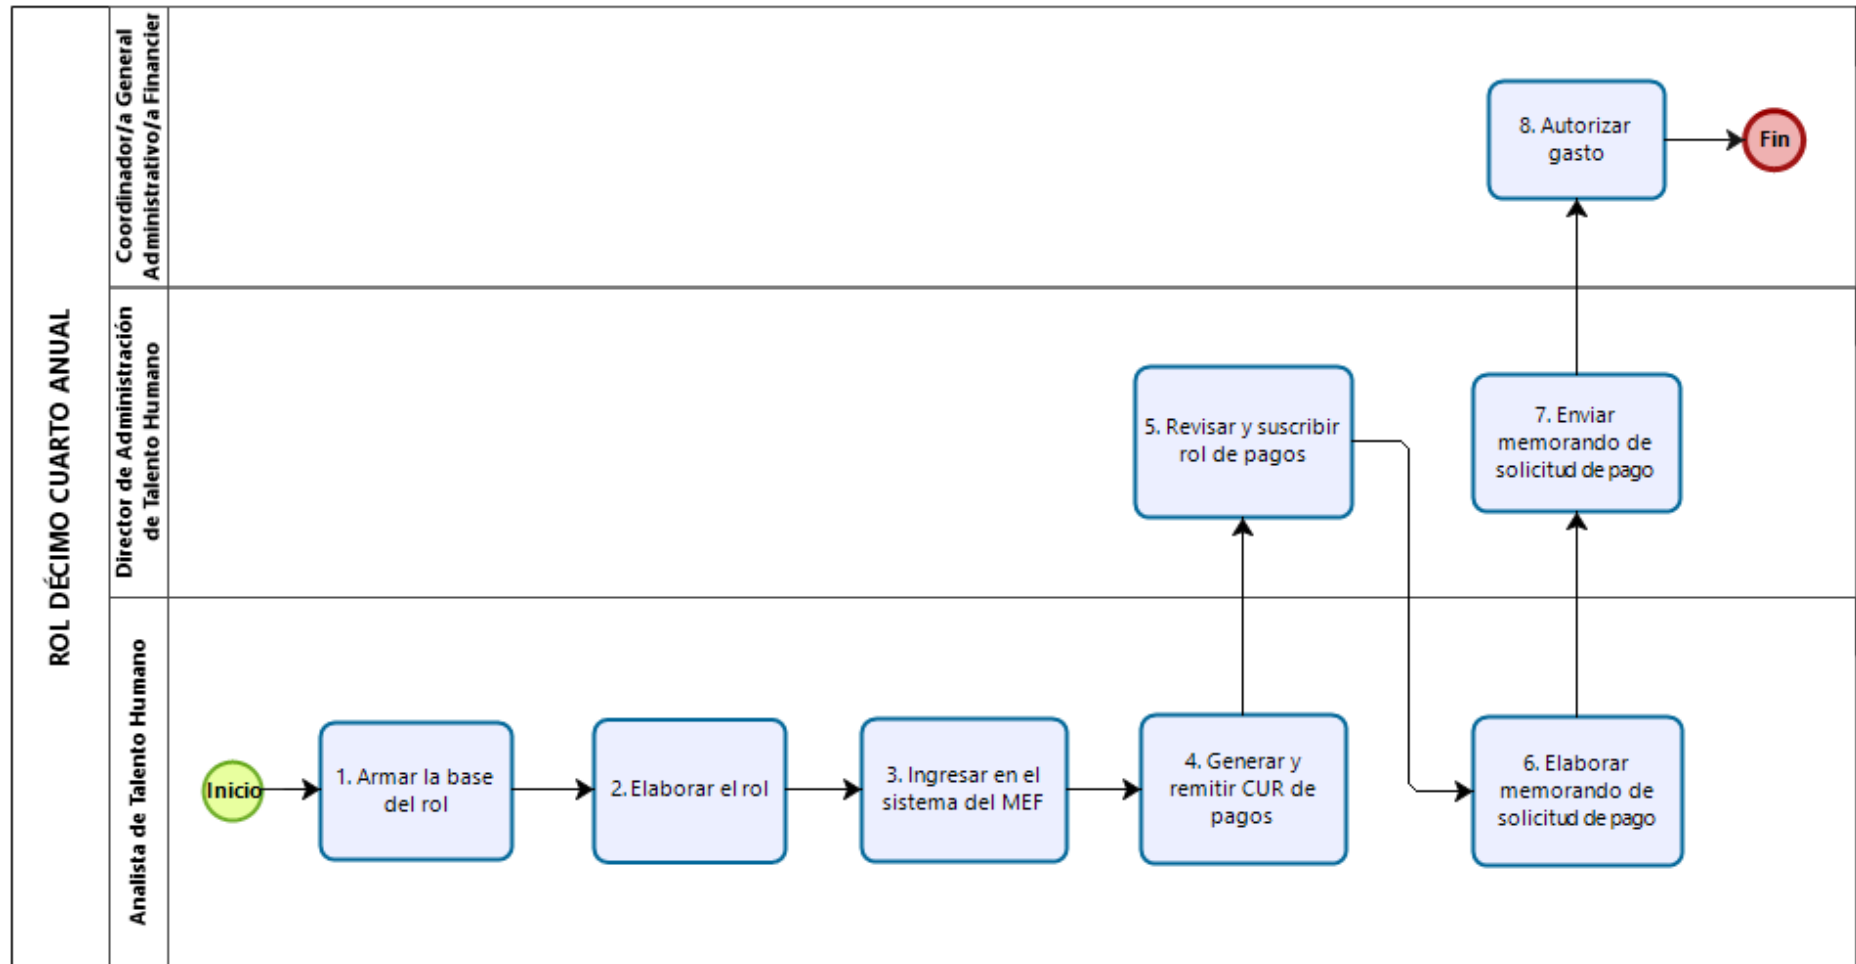 ROL DÉCIMO CUARTO ANUAL
Coordinador/a General
Administrativo/a Financier
8. Autorizar
gasto
Fin
Director de Administración
de Talento Humano
5. Revisar y suscribir
rol de pagos
7. Enviar
memorando de
solicitud de pago
Analista de Talento Humano
Inicio
1. Armar la base
del rol
2. Elaborar el rol
3. Ingresar en el
sistema del MEF
4. Generar y
remitir CUR de
pagos
6. Elaborar
memorando de
solicitud de pago